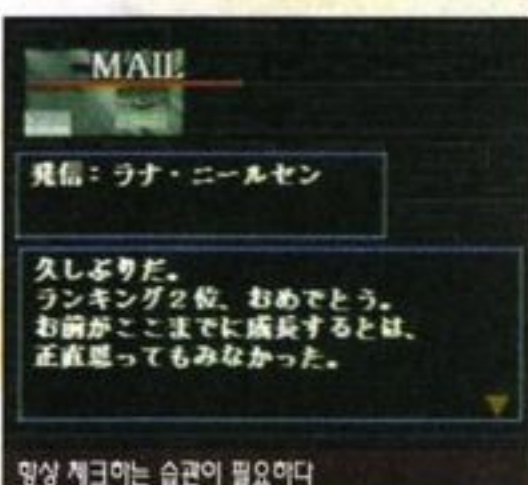 MAIL
発信：ラナ・ニールセン
久しぶりだ。
ランキング２位、おめでとう。
お前がここまでに成長するとは、
正直思ってもみなかった。
항상 체크하는 습관이 필요하다